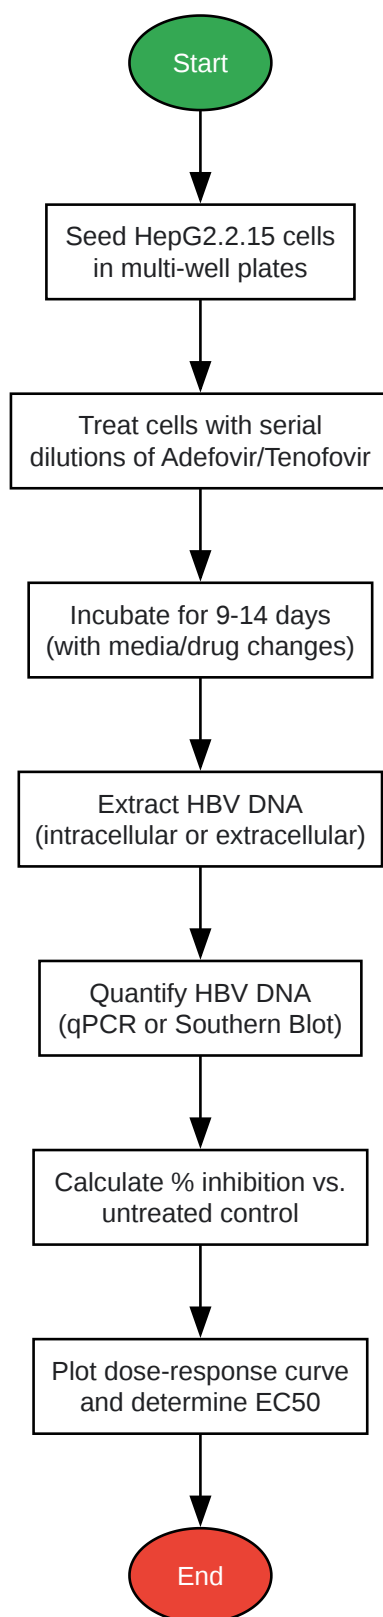 Start
Seed HepG2.2.15 cells
in multi-well plates
Treat cells with serial
dilutions of Adefovir/Tenofovir
Incubate for 9-14 days
(with media/drug changes)
Extract HBV DNA
(intracellular or extracellular)
Quantify HBV DNA
(qPCR or Southern Blot)
Calculate % inhibition vs.
untreated control
Plot dose-response curve
and determine EC50
End